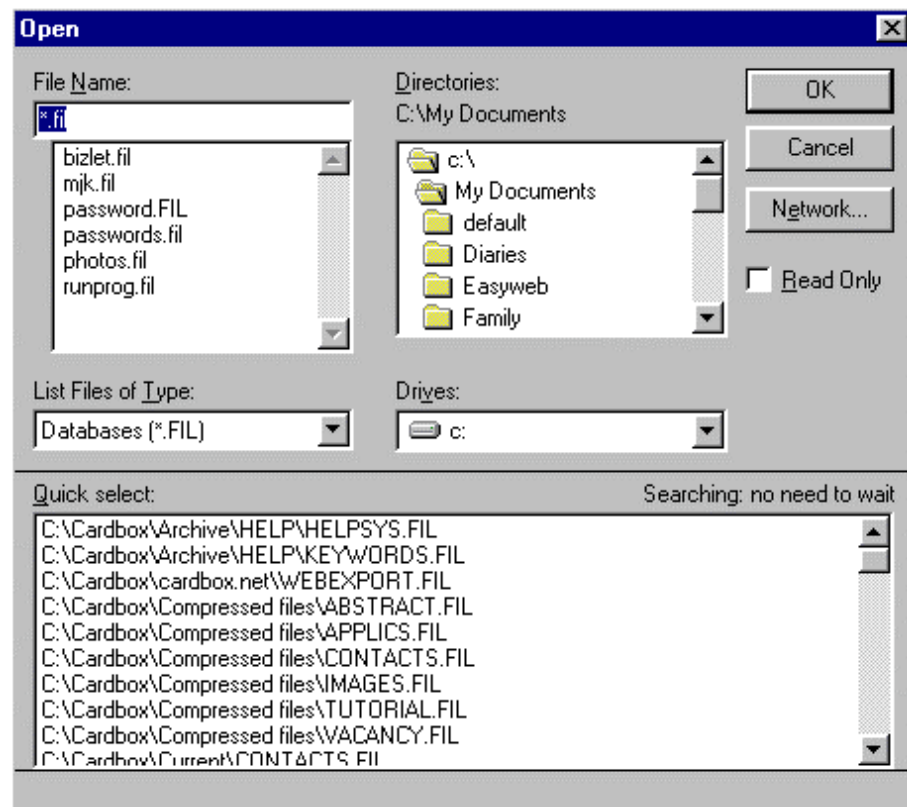 Open
File Name:
*.fil
bizlet.fil
mjk.fil
password.FIL
passwords.fil
photos.fil
runprog.fil
List Files of Type:
Databases (*.FIL)
Directories:
C:\My Documents
c:\
My Documents
default
Diaries
Easyweb
Family
Drives:
c:
OK
Cancel
Network...
Read Only
Quick select:
Searching: no need to wait
C:\Cardbox\Archive\HELP\HELPSYS.FIL
C:\Cardbox\Archive\HELP\KEYWORDS.FIL
C:\Cardbox\cardbox.net\WEBEXPORT.FIL
C:\Cardbox\Compressed files\ABSTRACT.FIL
C:\Cardbox\Compressed files\APPLICS.FIL
C:\Cardbox\Compressed files\CONTACTS.FIL
C:\Cardbox\Compressed files\IMAGES.FIL
C:\Cardbox\Compressed files\TUTORIAL.FIL
C:\Cardbox\Compressed files\VACANCY.FIL
C:\Cardbox\Current\CONTACTS.FIL